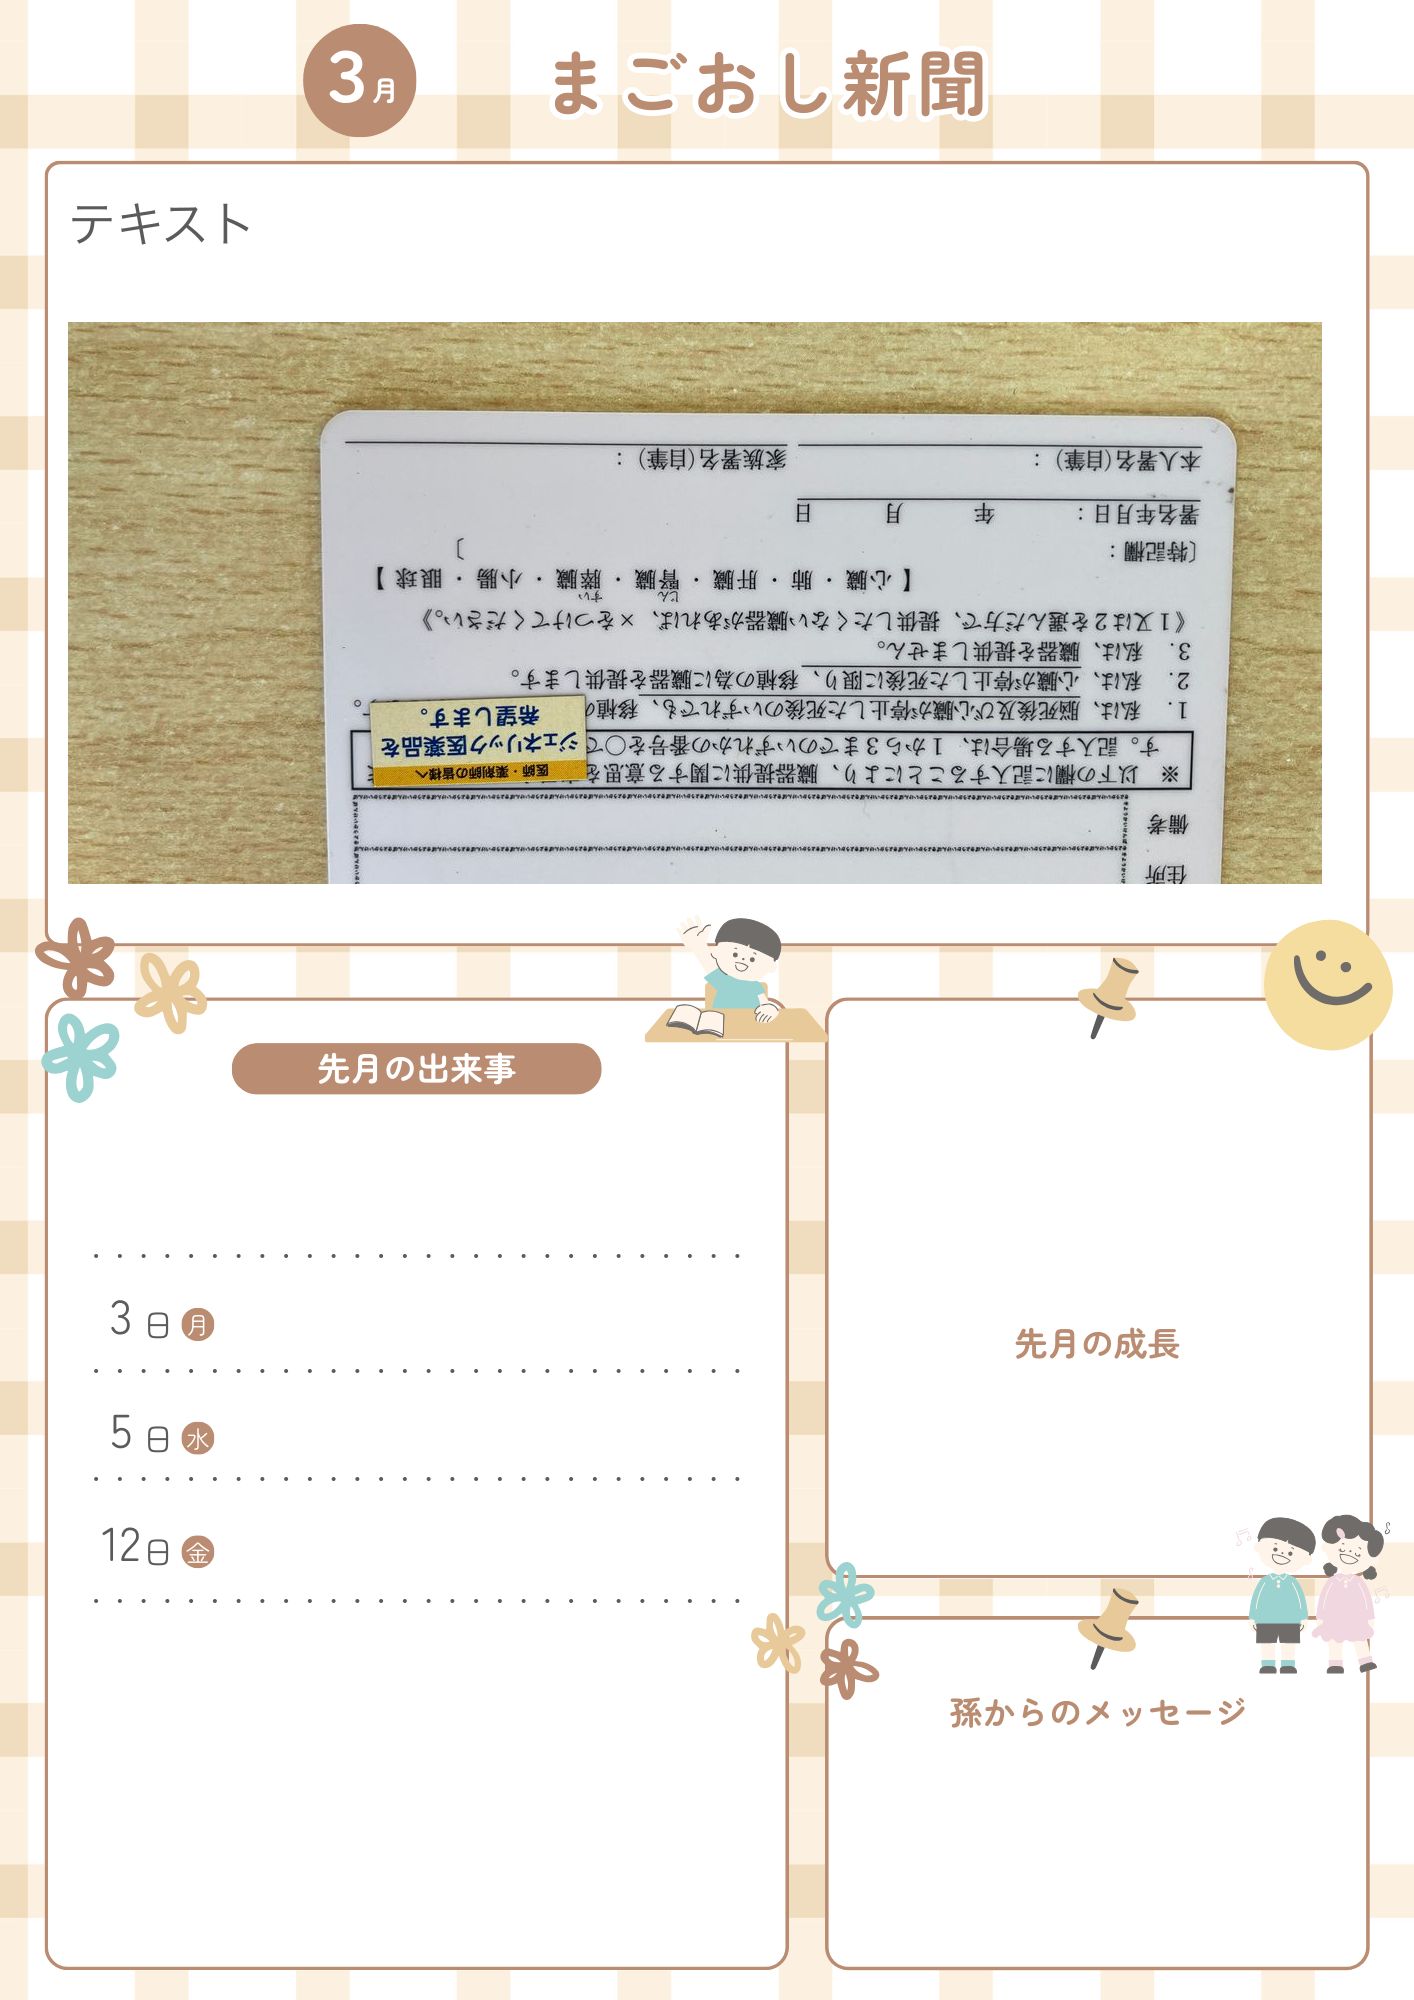 3月
まごおし新聞
テキスト
住所
備考
※ 以下の欄に記入することにより、臓器提供に関する意思を
す。記入する場合は、1から3までのいずれかの番号を〇で
医師・薬剤師の皆様へ
ジェネリック医薬品を
希望します。
1. 私は、脳死後及び心臓が停止した死後のいずれでも、移植の
2. 私は、心臓が停止した死後に限り、移植の為に臓器を提供します。
3. 私は、臓器を提供しません。
《1又は2を選んだ方で、提供したくない臓器があれば、×をつけてください。》
じん すい
【 心臓 ・ 肺 ・ 肝臓 ・ 腎臓 ・ 膵臓 ・ 小腸 ・ 眼球 】
〔特記欄: 〕
署名年月日: 年 月 日
本人署名(自筆): 家族署名(自筆):
先月の出来事
3日 月
5日 水
12日 金
先月の成長
孫からのメッセージ